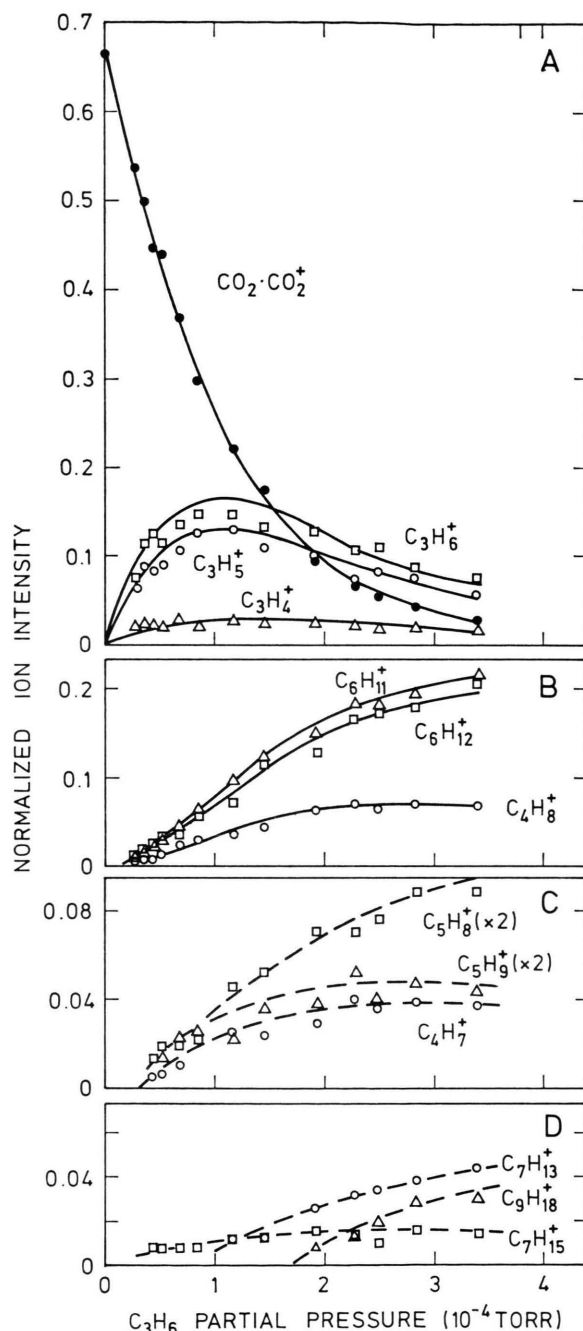 0.7
A
0.6
0.5
0.4
CO₂·CO₂⁺
0.3
0.2
C₃H₆⁺
0.1
C₃H₅⁺
C₃H₄⁺
0
NORMALIZED ION INTENSITY
B
0.2
C₆H₁₁⁺
C₆H₁₂⁺
0.1
C₄H₈⁺
0
C
0.08
C₅H₈⁺(×2)
C₅H₉⁺(×2)
0.04
C₄H₇⁺
0
D
C₇H₁₃⁺
0.04
C₉H₁₈⁺
C₇H₁₅⁺
0
0 1 2 3 4
C₃H₆ PARTIAL PRESSURE (10⁻⁴ TORR)